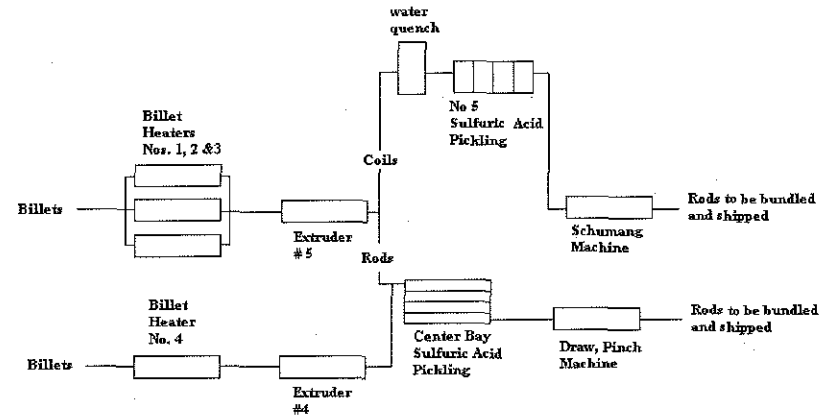 water
quench
No 5
Sulfuric Acid
Pickling
Billet
Heaters
Nos. 1, 2 &3
Coils
Billets
Extruder
# 5
Rods
Schumang
Machine
Rods to be bundled
and shipped
Billet
Heater
No. 4
Billets
Extruder
#4
Center Bay
Sulfuric Acid
Pickling
Draw, Pinch
Machine
Rods to be bundled
and shipped